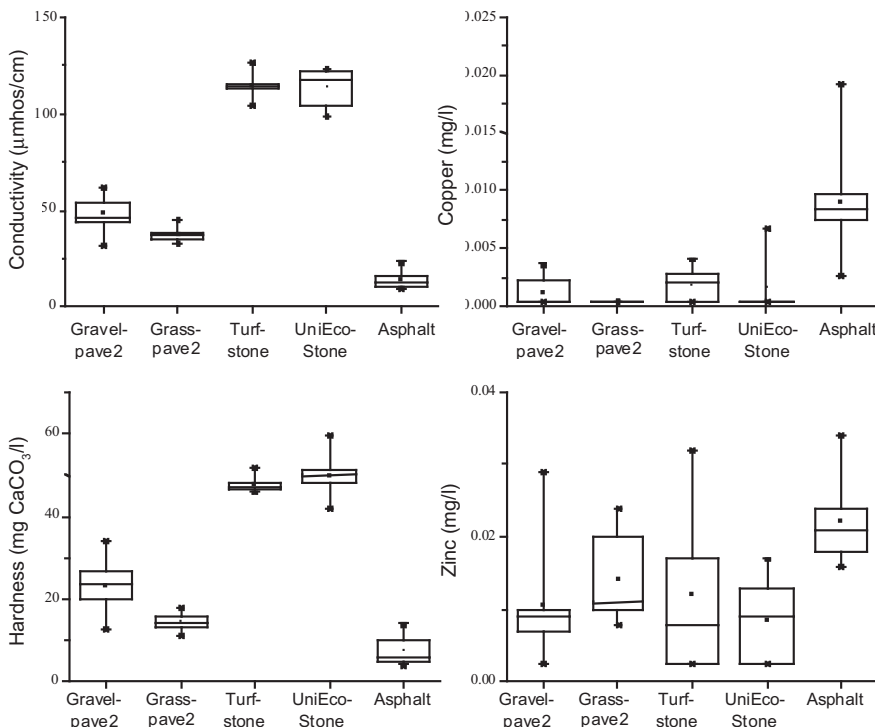 150
100
50
0
Conductivity (µmhos/cm)
Gravel-
pave2
Grass-
pave2
Turf-
stone
UniEco-
Stone
Asphalt
0.025
0.020
0.015
0.010
0.005
0.000
Copper (mg/l)
Gravel-
pave2
Grass-
pave2
Turf-
stone
UniEco-
Stone
Asphalt
60
40
20
0
Hardness (mg CaCO₃/l)
Gravel-
pave2
Grass-
pave2
Turf-
stone
UniEco-
Stone
Asphalt
0.04
0.02
0.00
Zinc (mg/l)
Gravel-
pave2
Grass-
pave2
Turf-
stone
UniEco-
Stone
Asphalt